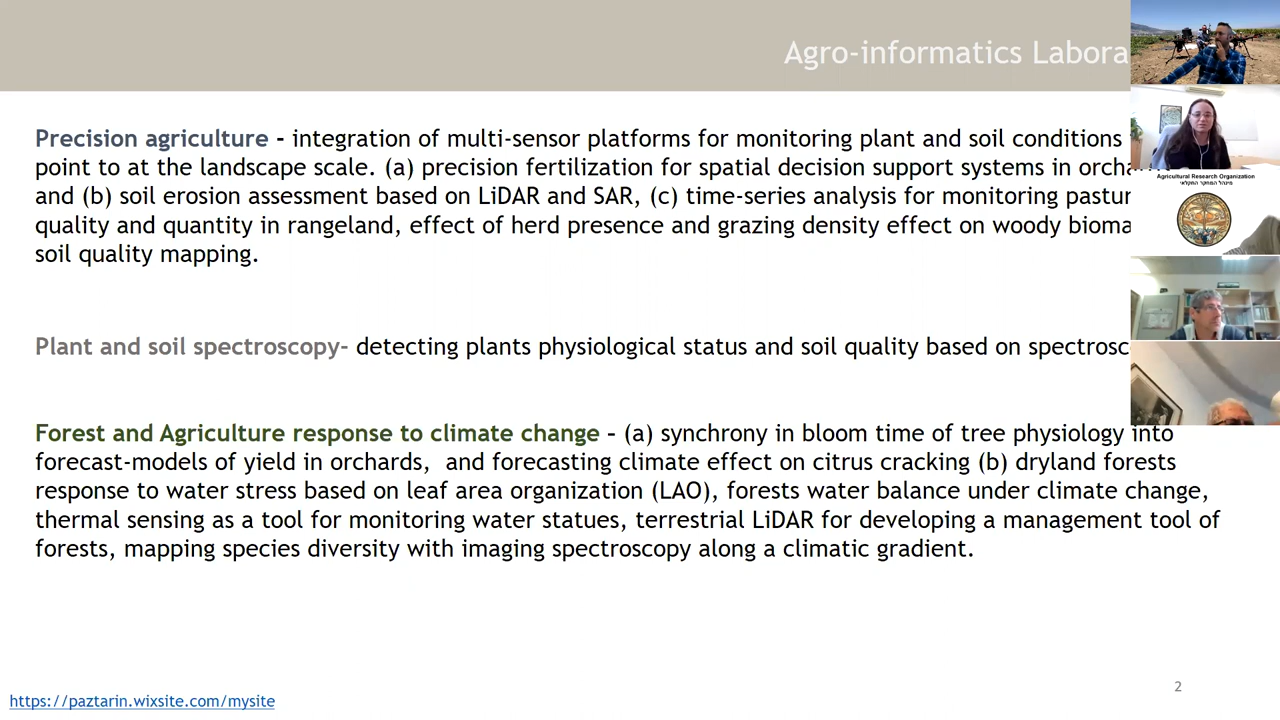 Agro-informatics
Precision agriculture - integration of multi-sensor platforms for monitoring plant and soil conditions
point to at the landscape scale. (a) precision fertilization for spatial decision support systems in
and (b) soil erosion assessment based on LiDAR and SAR, (c) time-series analysis for monitoring
quality and quantity in rangeland, effect of herd presence and grazing density effect on woody
soil quality mapping.
Plant and soil spectroscopy- detecting plants physiological status and soil quality based on
Forest and Agriculture response to climate change - (a) synchrony in bloom time of tree physiology into
forecast-models of yield in orchards, and forecasting climate effect on citrus cracking (b) dryland forests
response to water stress based on leaf area organization (LAO), forests water balance under climate change,
thermal sensing as a tool for monitoring water statues, terrestrial LiDAR for developing a management tool of
forests, mapping species diversity with imaging spectroscopy along a climatic gradient.
https://paztarin.wixsite.com/mysite
2
Agricultural Research Organization
מינהל המחקר החקלאי